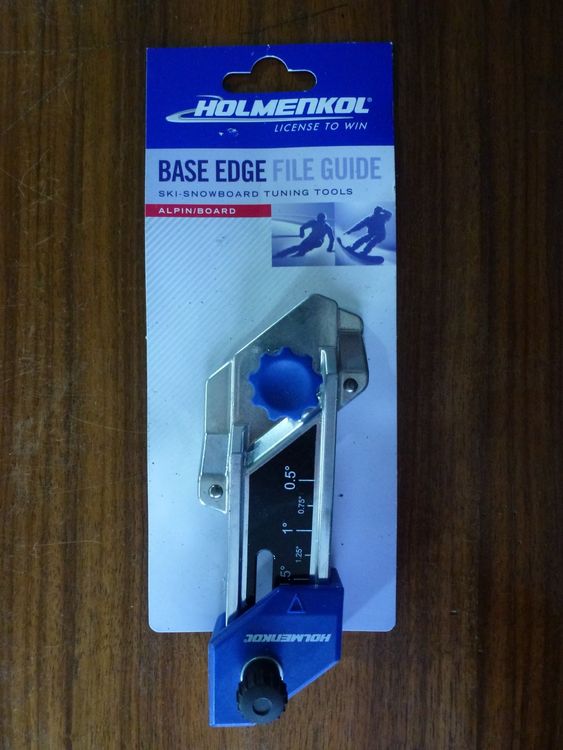 HOLMENKOL®
LICENSE TO WIN
BASE EDGE FILE GUIDE
SKI-SNOWBOARD TUNING TOOLS
ALPIN/BOARD
0.5°
0.75°
1°
1.25°
.5°
HOLMENKOL